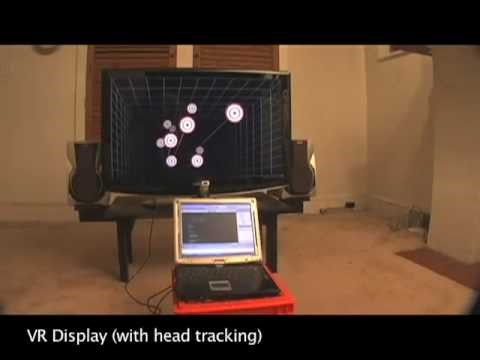 VR Display (with head tracking)